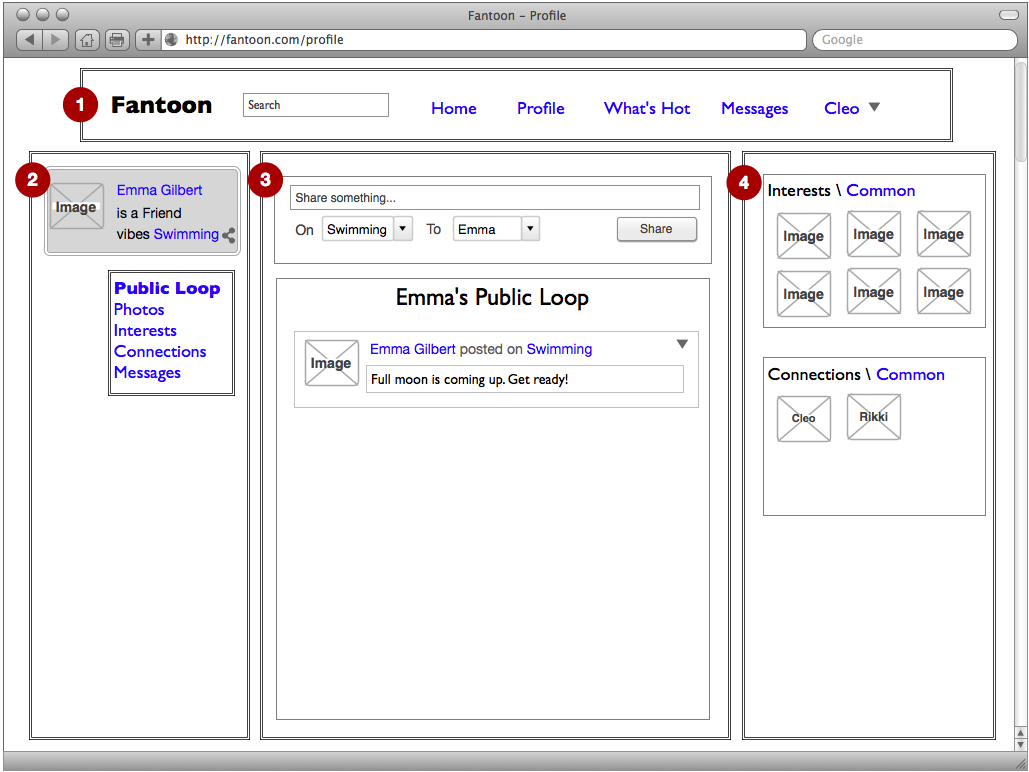 Fantoon – Profile
http://fantoon.com/profile
Google
1
Fantoon
Search
Home
Profile
What's Hot
Messages
Cleo
2
Image
Emma Gilbert
is a Friend
vibes Swimming
Public Loop
Photos
Interests
Connections
Messages
3
Share something...
On Swimming To Emma Share
Emma's Public Loop
Image
Emma Gilbert posted on Swimming
Full moon is coming up. Get ready!
4
Interests \ Common
Image Image Image
Image Image Image
Connections \ Common
Cleo Rikki